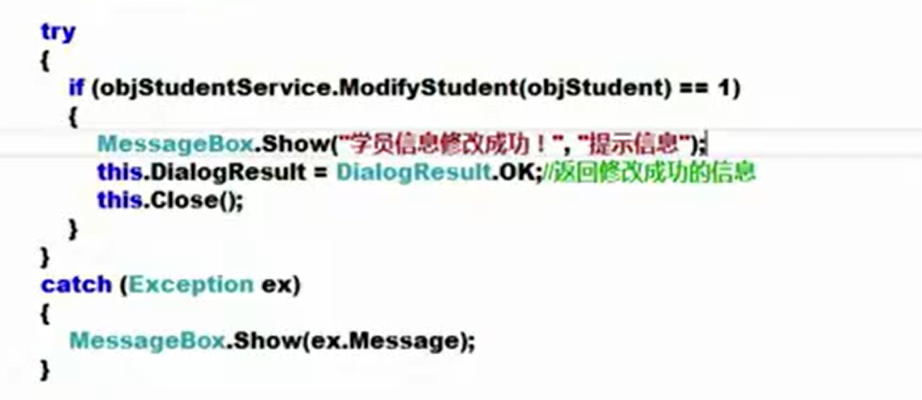 try
{
if (objStudentService.ModifyStudent(objStudent) == 1)
{
MessageBox.Show("学员信息修改成功！", "提示信息");
this.DialogResult = DialogResult.OK;//返回修改成功的信息
this.Close();
}
}
catch (Exception ex)
{
MessageBox.Show(ex.Message);
}